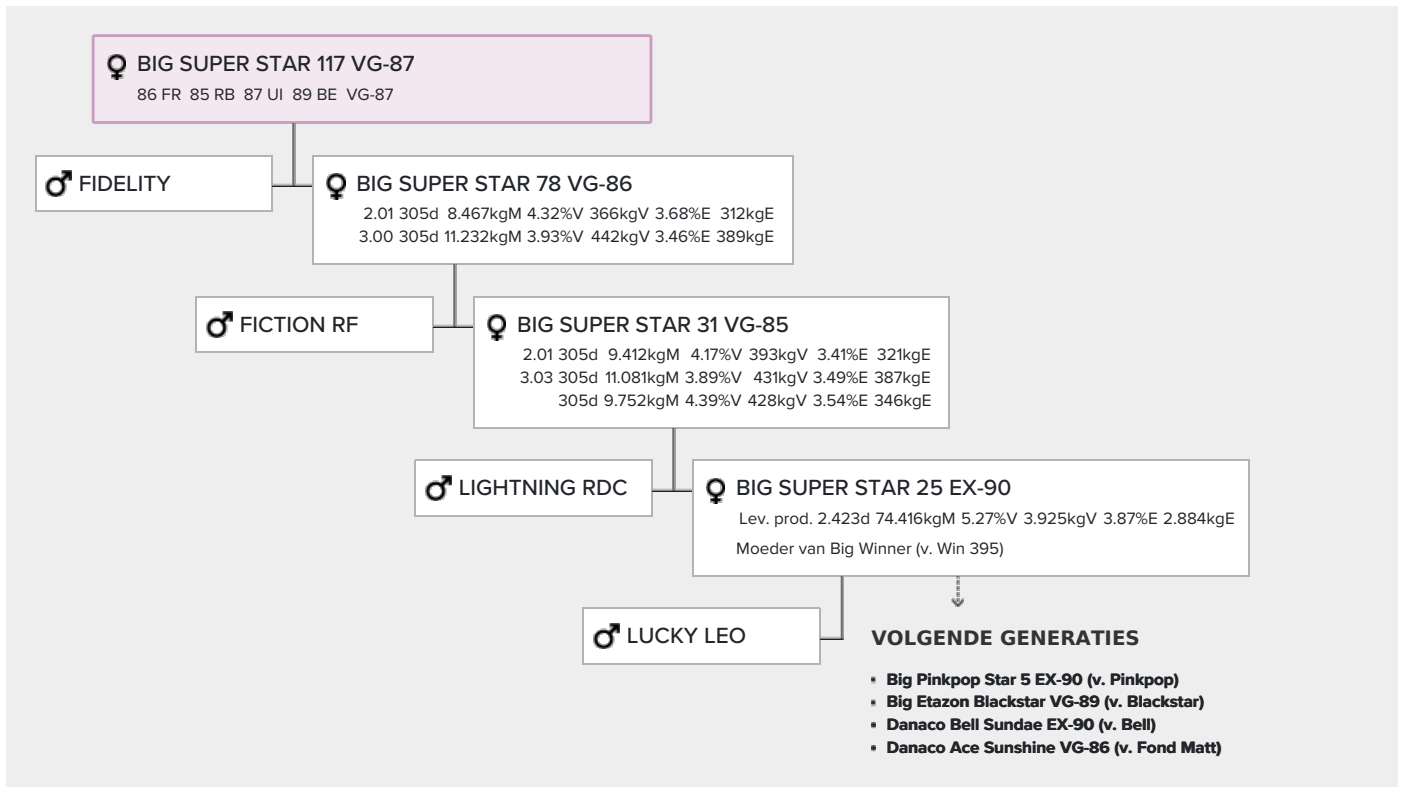 BIG SUPER STAR 117 VG-87
86 FR 85 RB 87 UI 89 BE VG-87
FIDELITY
BIG SUPER STAR 78 VG-86
2.01 305d 8.467kgM 4.32%V 366kgV 3.68%E 312kgE
3.00 305d 11.232kgM 3.93%V 442kgV 3.46%E 389kgE
FICTION RF
BIG SUPER STAR 31 VG-85
2.01 305d 9.412kgM 4.17%V 393kgV 3.41%E 321kgE
3.03 305d 11.081kgM 3.89%V 431kgV 3.49%E 387kgE
305d 9.752kgM 4.39%V 428kgV 3.54%E 346kgE
LIGHTNING RDC
BIG SUPER STAR 25 EX-90
Lev. prod. 2.423d 74.416kgM 5.27%V 3.925kgV 3.87%E 2.884kgE
Moeder van Big Winner (v. Win 395)
LUCKY LEO
VOLGENDE GENERATIES
• Big Pinkpop Star 5 EX-90 (v. Pinkpop)
• Big Etazon Blackstar VG-89 (v. Blackstar)
• Danaco Bell Sundae EX-90 (v. Bell)
• Danaco Ace Sunshine VG-86 (v. Fond Matt)